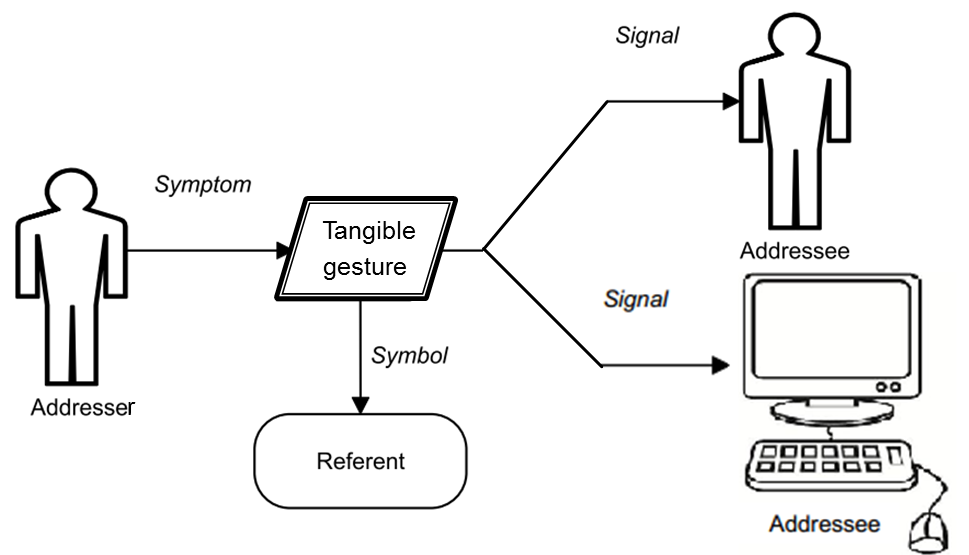 Signal
Symptom
Tangible
gesture
Addressee
Signal
Symbol
Addresser
Referent
Addressee